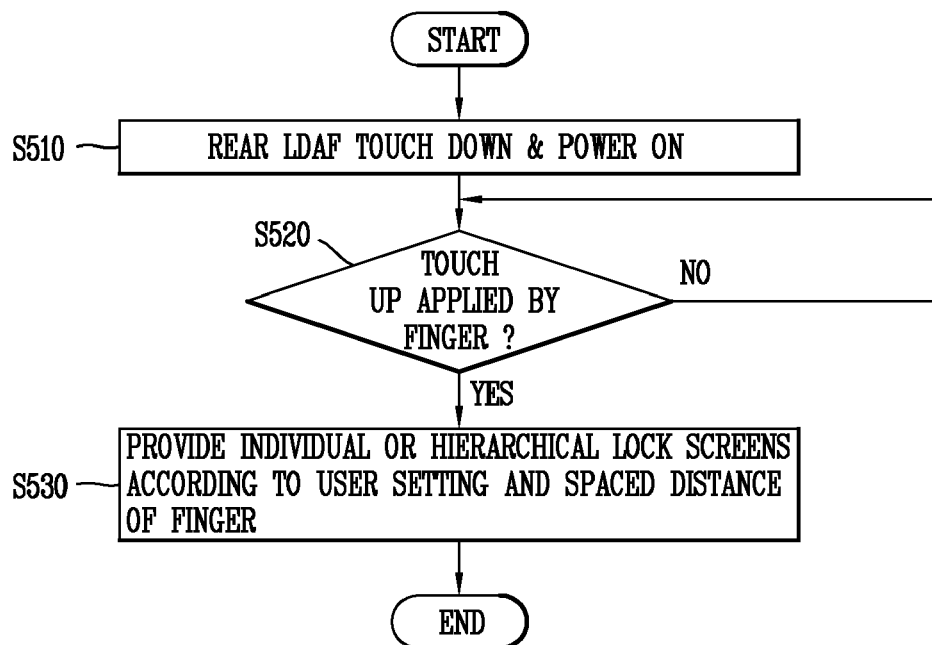 START
S510
REAR LDAF TOUCH DOWN & POWER ON
S520
TOUCH
UP APPLIED BY
FINGER ?
NO
YES
S530
PROVIDE INDIVIDUAL OR HIERARCHICAL LOCK SCREENS
ACCORDING TO USER SETTING AND SPACED DISTANCE
OF FINGER
END